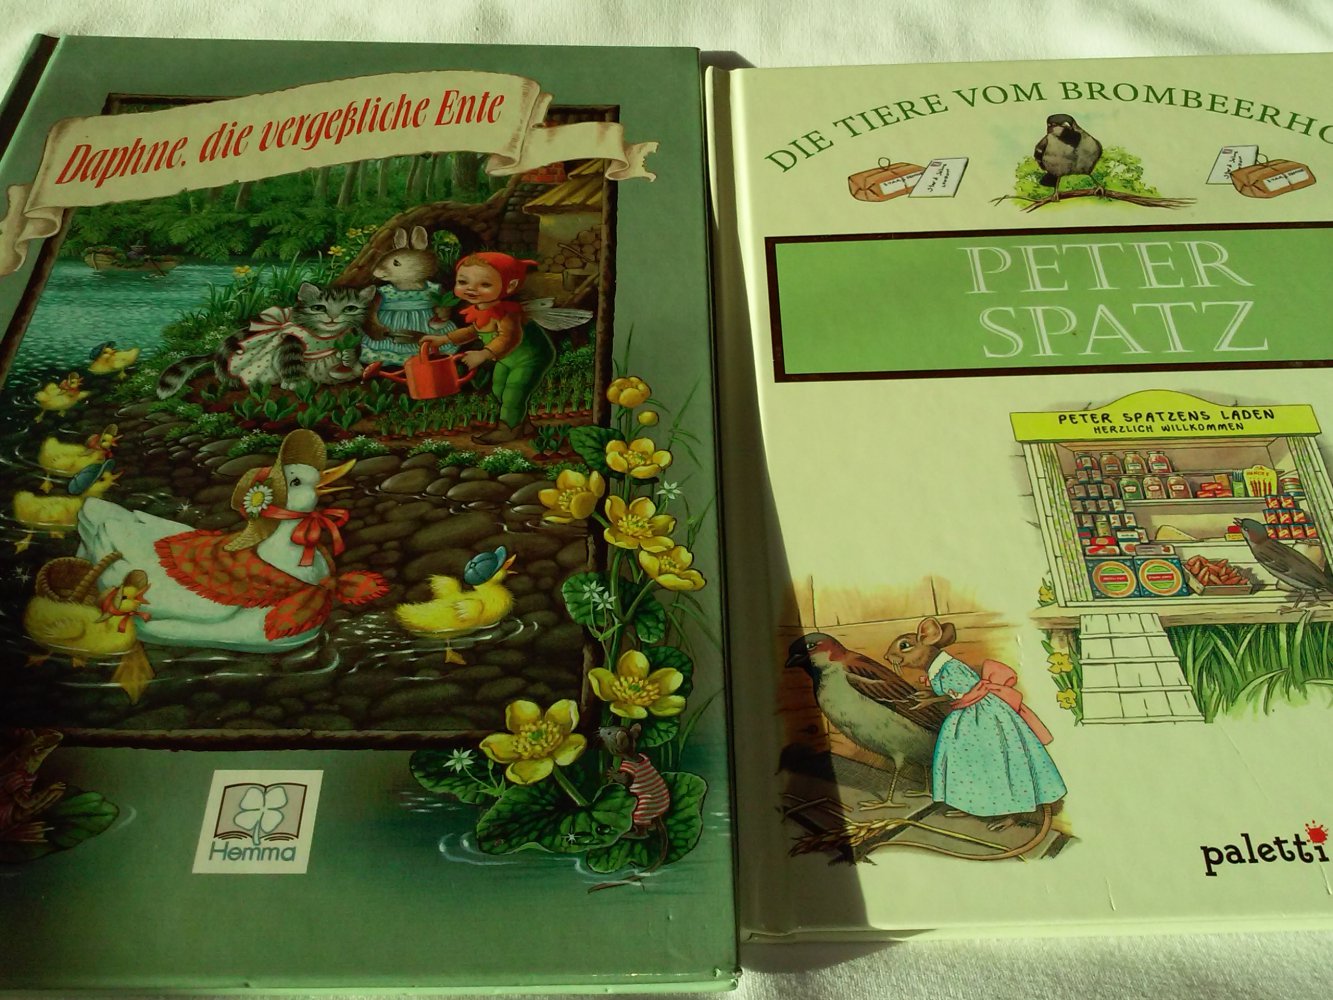 Daphne, die vergeßliche Ente
Hemma
DIE TIERE VOM BROMBEERHO
PETER
SPATZ
PETER SPATZENS LADEN
HERZLICH WILLKOMMEN
paletti